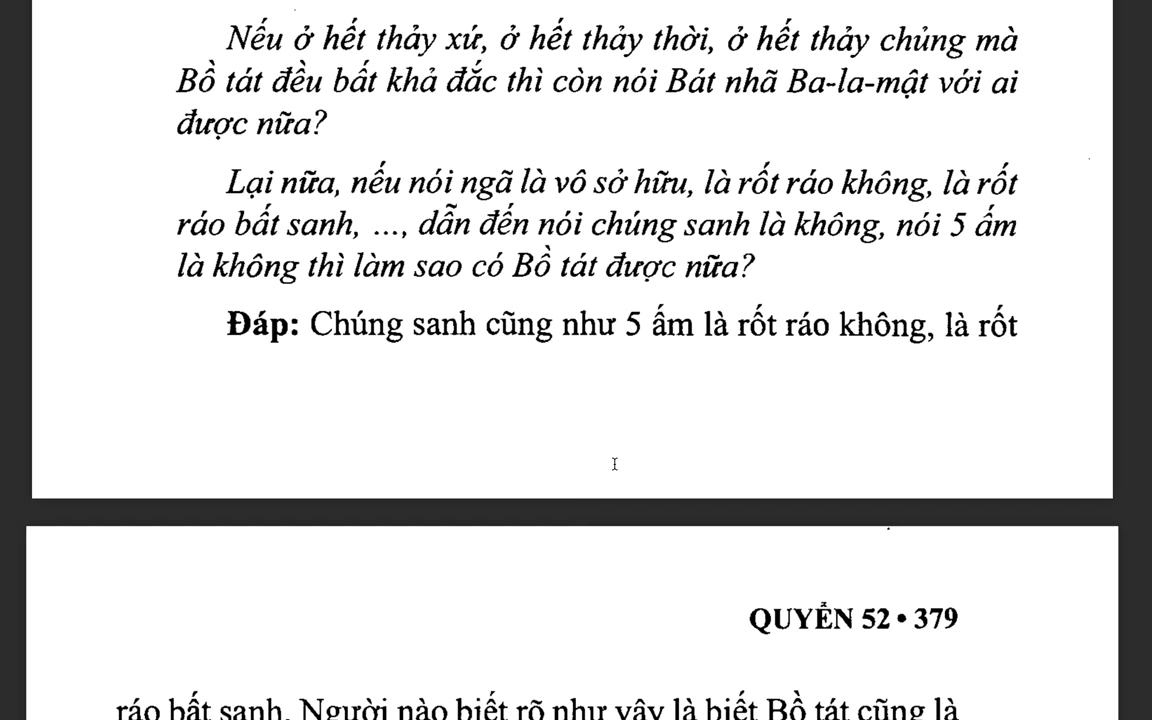 Nếu ở hết thảy xứ, ở hết thảy thời, ở hết thảy chủng mà
Bồ tát đều bất khả đắc thì còn nói Bát nhã Ba-la-mật với ai
được nữa?
Lại nữa, nếu nói ngã là vô sở hữu, là rốt ráo không, là rốt
ráo bất sanh, ..., dẫn đến nói chúng sanh là không, nói 5 ấm
là không thì làm sao có Bồ tát được nữa?
Đáp: Chúng sanh cũng như 5 ấm là rốt ráo không, là rốt
QUYỂN 52 • 379
ráo bất sanh. Người nào biết rõ như vậy là biết Bồ tát cũng là